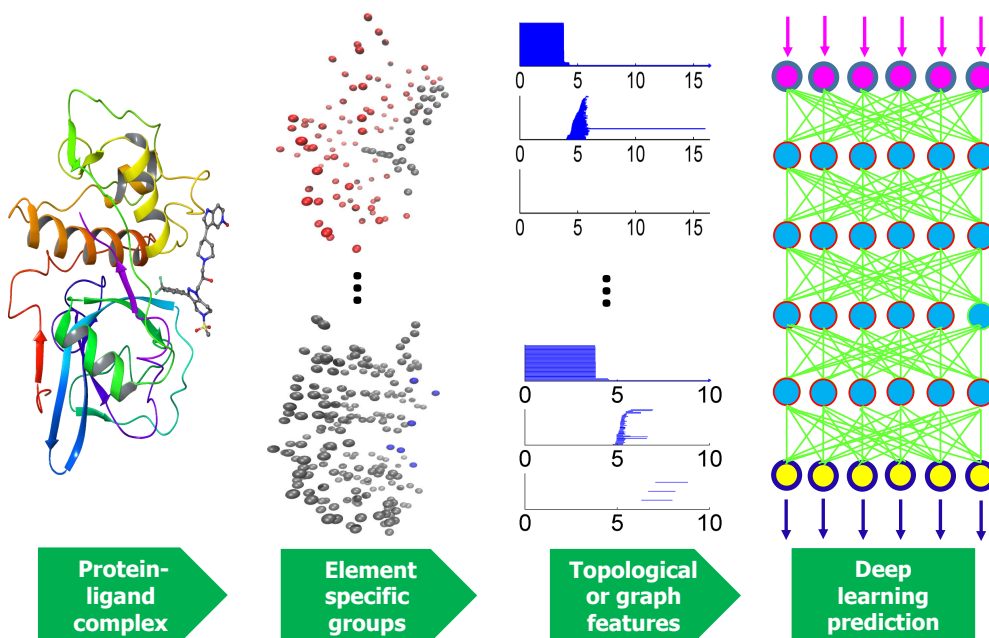 0 5 10 15
0 5 10 15
0 5 10 15
0 5 10
0 5 10
0 5 10
Protein-
ligand
complex
Element
specific
groups
Topological
or graph
features
Deep
learning
prediction